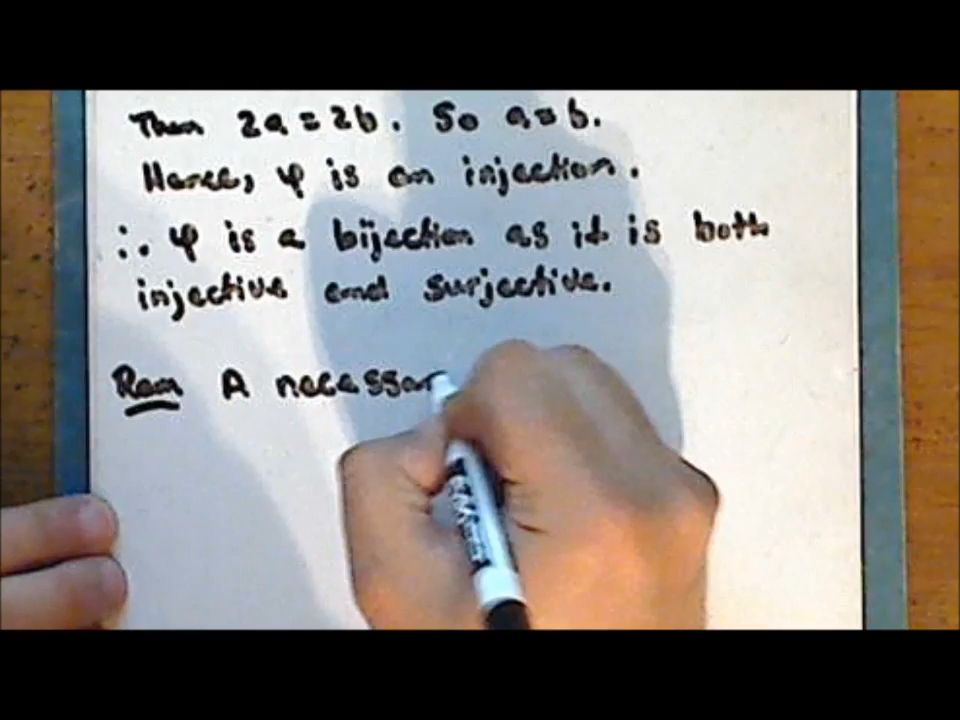 Then 2a = 2b. So a = b.
Hence, φ is an injection.
∴ φ is a bijection as it is both
injective and surjective.
Rem A necessar